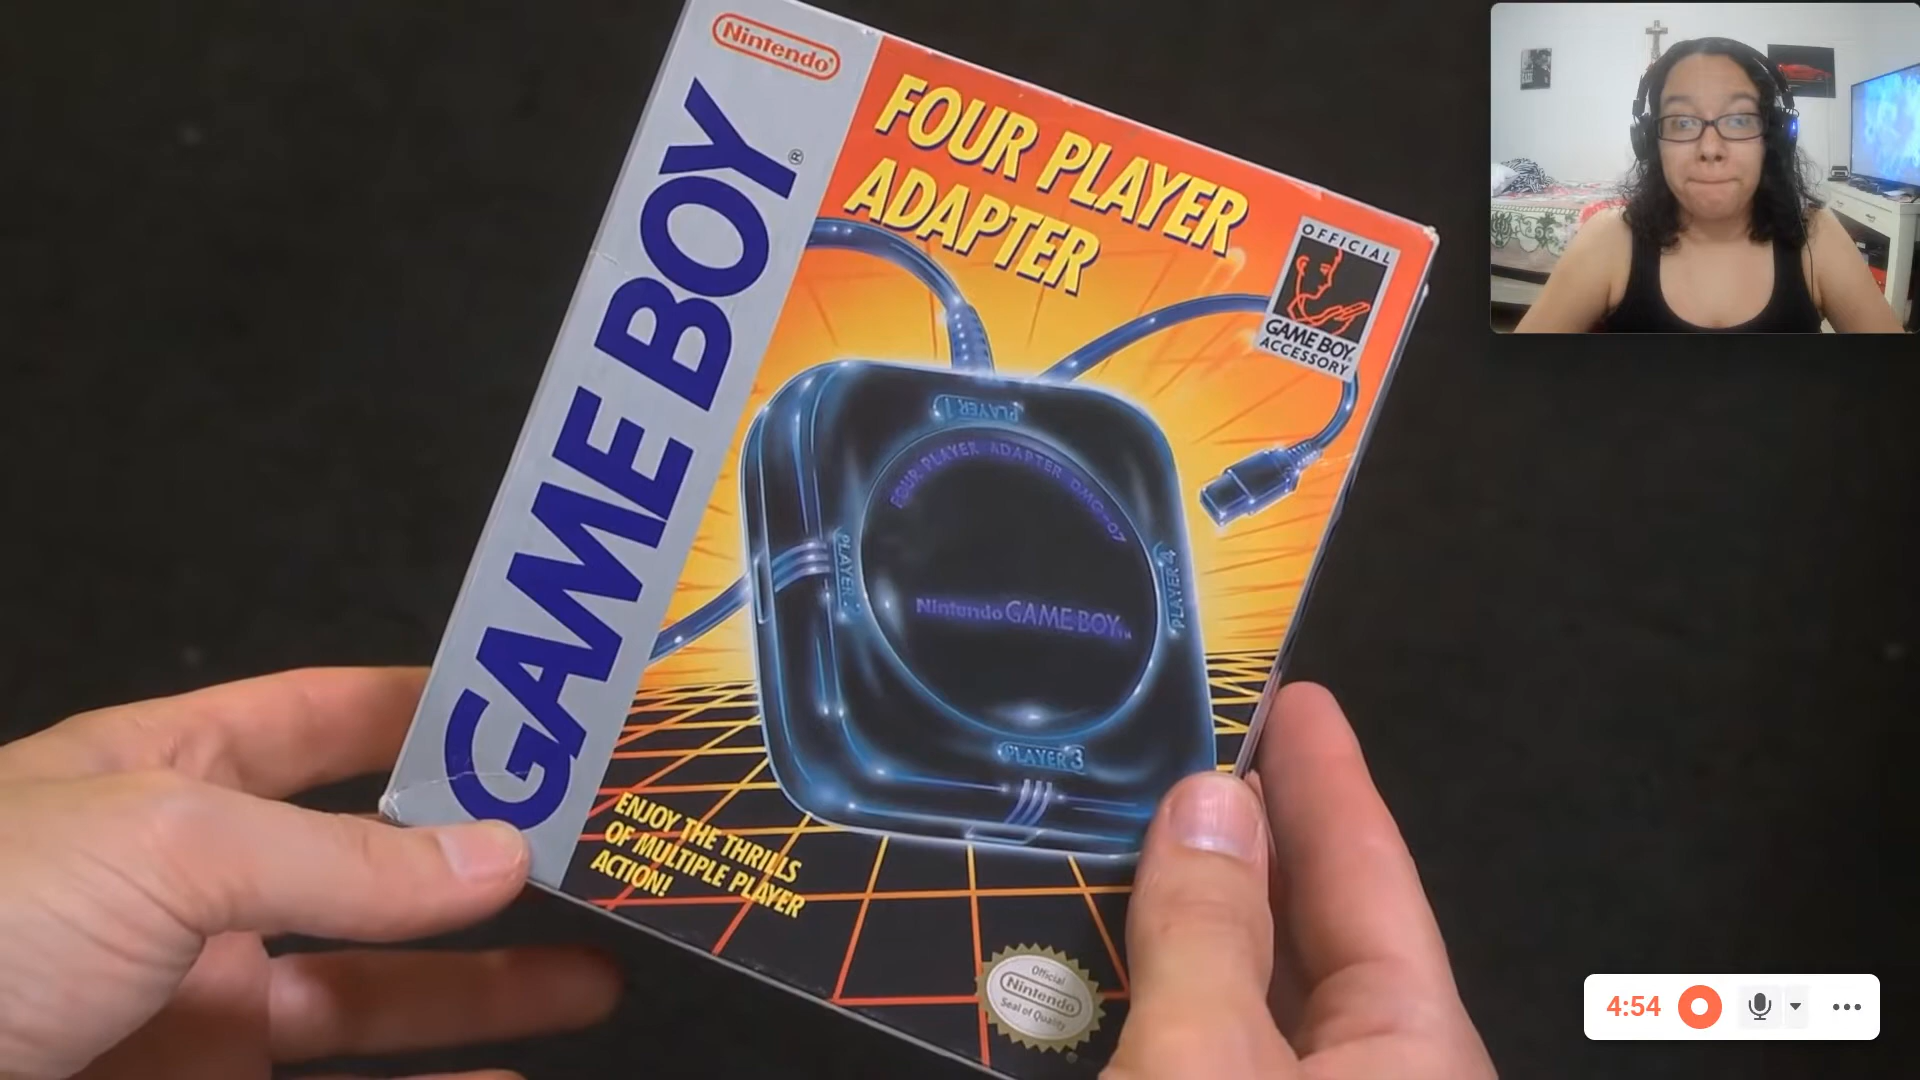 Nintendo®
GAME BOY®
FOUR PLAYER
ADAPTER
OFFICIAL
GAME BOY®
ACCESSORY
PLAYER 1
FOUR PLAYER ADAPTER DMG-07
PLAYER 2
PLAYER 4
Nintendo GAME BOY™
PLAYER 3
ENJOY THE THRILLS
OF MULTIPLE PLAYER
ACTION!
Official
Nintendo
Seal of Quality
4:54